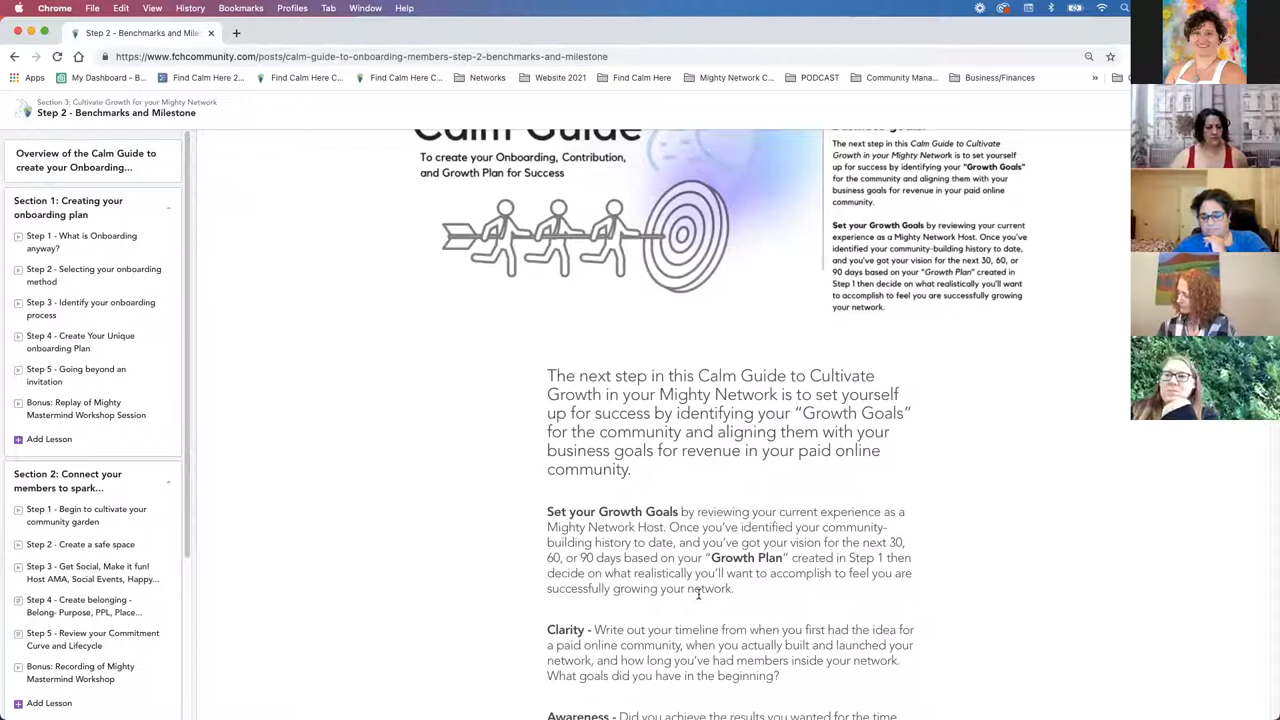 Chrome File Edit View History Bookmarks Profiles Tab Window Help
Step 2 - Benchmarks and Miles
https://www.fchcommunity.com/posts/calm-guide-to-onboarding-members-step-2-benchmarks-and-milestone
Apps My Dashboard - B... Find Calm Here 2... Find Calm Here C... Find Calm Here C... Networks Website 2021 Find Calm Here Mighty Network C... PODCAST Community Mana... Business/Finances »
Section 3: Cultivate Growth for your Mighty Network
Step 2 - Benchmarks and Milestone
Overview of the Calm Guide to
create your Onboarding...
Section 1: Creating your
onboarding plan
Step 1 - What is Onboarding
anyway?
Step 2 - Selecting your onboarding
method
Step 3 - Identify your onboarding
process
Step 4 - Create Your Unique
onboarding Plan
Step 5 - Going beyond an
invitation
Bonus: Replay of Mighty
Mastermind Workshop Session
Add Lesson
Section 2: Connect your
members to spark...
Step 1 - Begin to cultivate your
community garden
Step 2 - Create a safe space
Step 3 - Get Social, Make it fun!
Host AMA, Social Events, Happy...
Step 4 - Create belonging -
Belong- Purpose, PPL, Place...
Step 5 - Review your Commitment
Curve and Lifecycle
Bonus: Recording of Mighty
Mastermind Workshop
Add Lesson
Calm Guide
To create your Onboarding, Contribution,
and Growth Plan for Success
The next step in this Calm Guide to Cultivate
Growth in your Mighty Network is to set yourself
up for success by identifying your "Growth Goals"
for the community and aligning them with your
business goals for revenue in your paid online
community.
Set your Growth Goals by reviewing your current
experience as a Mighty Network Host. Once you've
identified your community-building history to date,
and you've got your vision for the next 30, 60, or
90 days based on your "Growth Plan" created in
Step 1 then decide on what realistically you'll want
to accomplish to feel you are successfully growing
your network.
The next step in this Calm Guide to Cultivate
Growth in your Mighty Network is to set yourself
up for success by identifying your “Growth Goals”
for the community and aligning them with your
business goals for revenue in your paid online
community.
Set your Growth Goals by reviewing your current experience as a
Mighty Network Host. Once you’ve identified your community-
building history to date, and you’ve got your vision for the next 30,
60, or 90 days based on your “Growth Plan” created in Step 1 then
decide on what realistically you’ll want to accomplish to feel you are
successfully growing your network.
Clarity - Write out your timeline from when you first had the idea for
a paid online community, when you actually built and launched your
network, and how long you’ve had members inside your network.
What goals did you have in the beginning?
Awareness - Did you achieve the results you wanted for the time